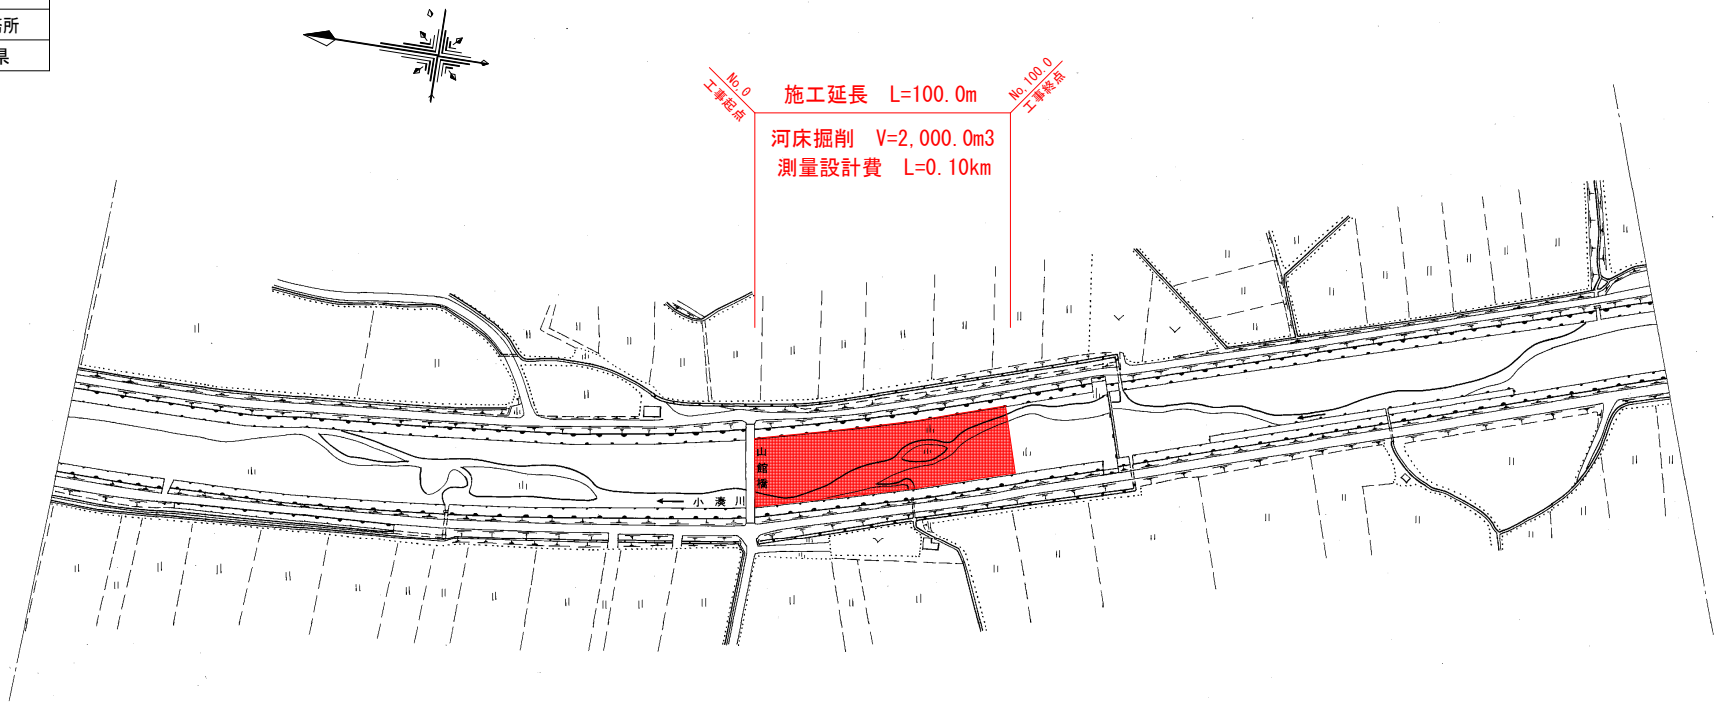 務所
県
No.0
工事起点
施工延長 L=100.0m
No.100.0
工事終点
河床掘削 V=2,000.0m3
測量設計費 L=0.10km
山館橋
← 小湊川